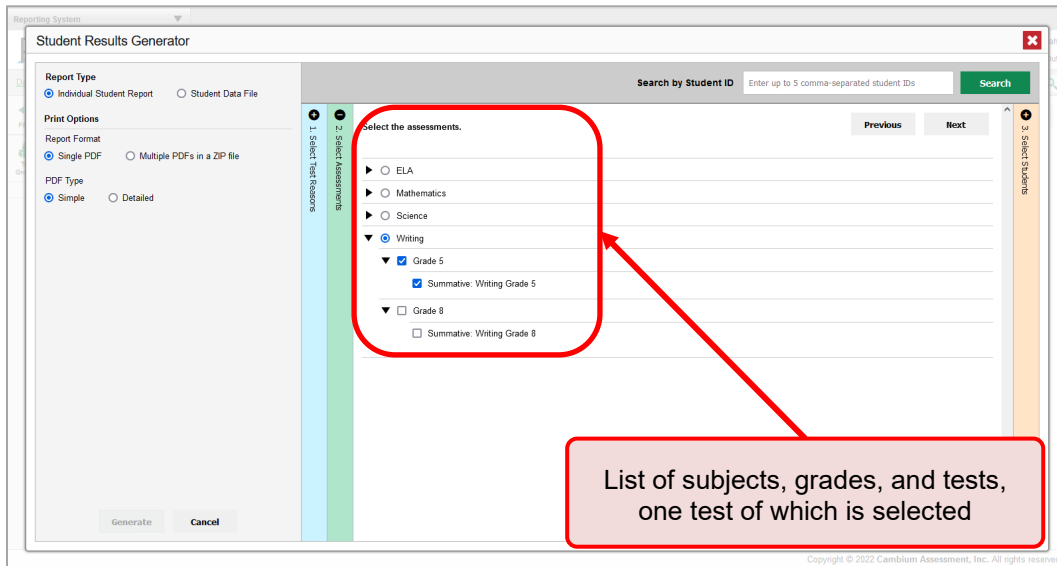 Reporting System
Student Results Generator
Report Type
Individual Student Report
Student Data File
Print Options
Report Format
Single PDF
Multiple PDFs in a ZIP file
PDF Type
Simple
Detailed
Generate
Cancel
Search by Student ID
Enter up to 5 comma-separated student IDs
Search
1. Select Test Reasons
2. Select Assessments
Select the assessments.
Previous
Next
ELA
Mathematics
Science
Writing
Grade 5
Summative: Writing Grade 5
Grade 8
Summative: Writing Grade 8
3. Select Students
List of subjects, grades, and tests,
one test of which is selected
Copyright © 2022 Cambium Assessment, Inc. All rights reserve